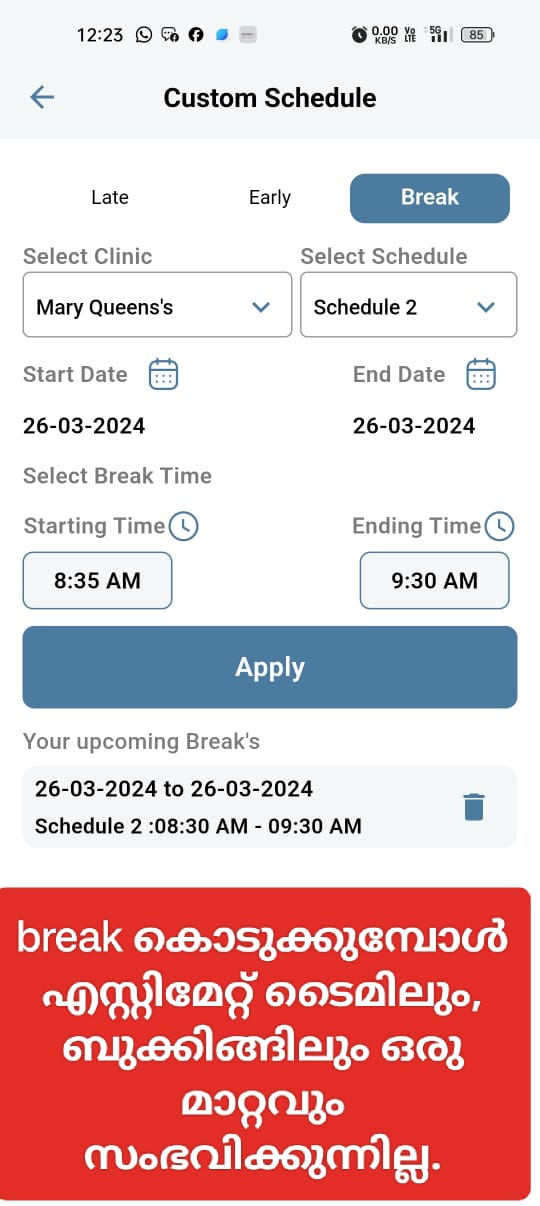 12:23 0.00 KB/S Vo LTE 5G 85
Custom Schedule
Late Early Break
Select Clinic Select Schedule
Mary Queens's Schedule 2
Start Date End Date
26-03-2024 26-03-2024
Select Break Time
Starting Time Ending Time
8:35 AM 9:30 AM
Apply
Your upcoming Break's
26-03-2024 to 26-03-2024
Schedule 2 :08:30 AM - 09:30 AM
break കൊടുക്കുമ്പോൾ
എസ്റ്റിമേറ്റ് ടൈമിലും,
ബുക്കിങ്ങിലും ഒരു
മാറ്റവും
സംഭവിക്കുന്നില്ല.